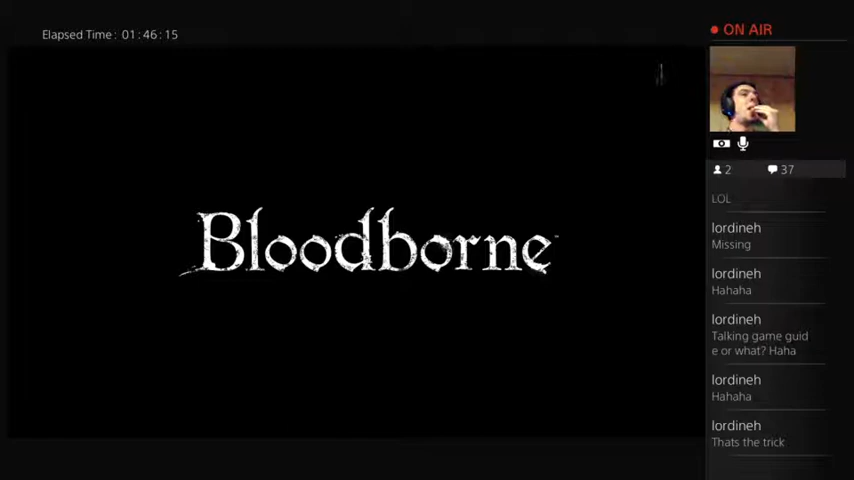 Elapsed Time: 01:46:15
ON AIR
2 37
LOL
lordineh
Missing
lordineh
Hahaha
lordineh
Talking game guid
e or what? Haha
lordineh
Hahaha
lordineh
Thats the trick
Bloodborne™